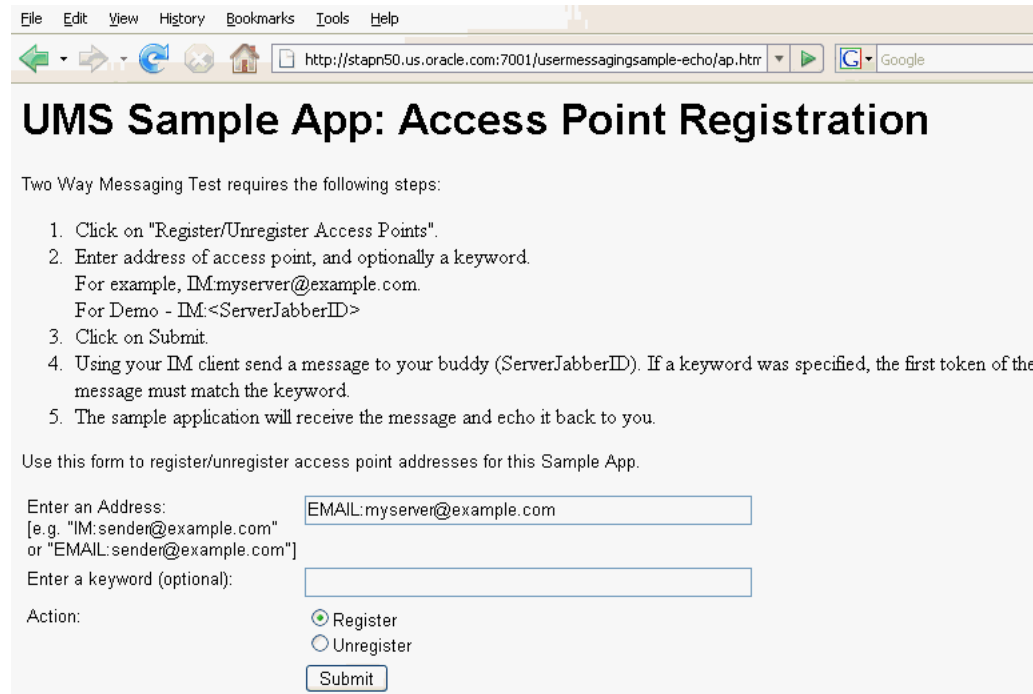 File Edit View History Bookmarks Tools Help
http://stapn50.us.oracle.com:7001/usermessagingsample-echo/ap.htm
G Google
UMS Sample App: Access Point Registration
Two Way Messaging Test requires the following steps:
1. Click on "Register/Unregister Access Points".
2. Enter address of access point, and optionally a keyword.
For example, IM:myserver@example.com.
For Demo - IM:<ServerJabberID>
3. Click on Submit.
4. Using your IM client send a message to your buddy (ServerJabberID). If a keyword was specified, the first token of the
message must match the keyword.
5. The sample application will receive the message and echo it back to you.
Use this form to register/unregister access point addresses for this Sample App.
Enter an Address:
[e.g. "IM:sender@example.com"
or "EMAIL:sender@example.com"]
EMAIL:myserver@example.com
Enter a keyword (optional):
Action:
Register
Unregister
Submit